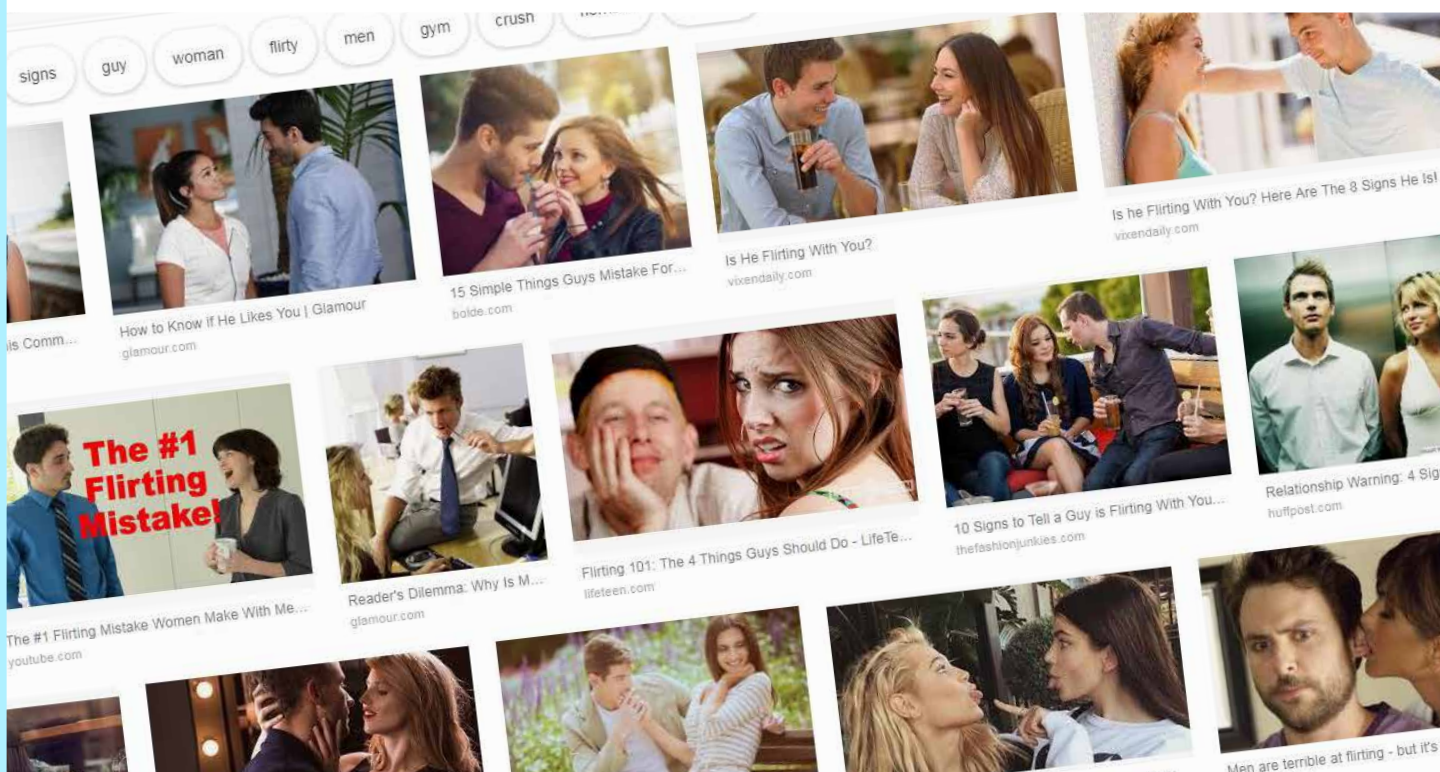 signs
guy
woman
flirty
men
gym
crush
is Comm...
How to Know if He Likes You | Glamour
glamour.com
15 Simple Things Guys Mistake For...
bolde.com
Is He Flirting With You?
vixendaily.com
Is he Flirting With You? Here Are The 8 Signs He Is!
vixendaily.com
The #1
Flirting
Mistake!
The #1 Flirting Mistake Women Make With Me...
youtube.com
Reader's Dilemma: Why Is M...
glamour.com
Flirting 101: The 4 Things Guys Should Do - LifeTe...
lifeteen.com
10 Signs to Tell a Guy is Flirting With You...
thefashionjunkies.com
Relationship Warning: 4 Sig
huffpost.com
Men are terrible at flirting - but it's